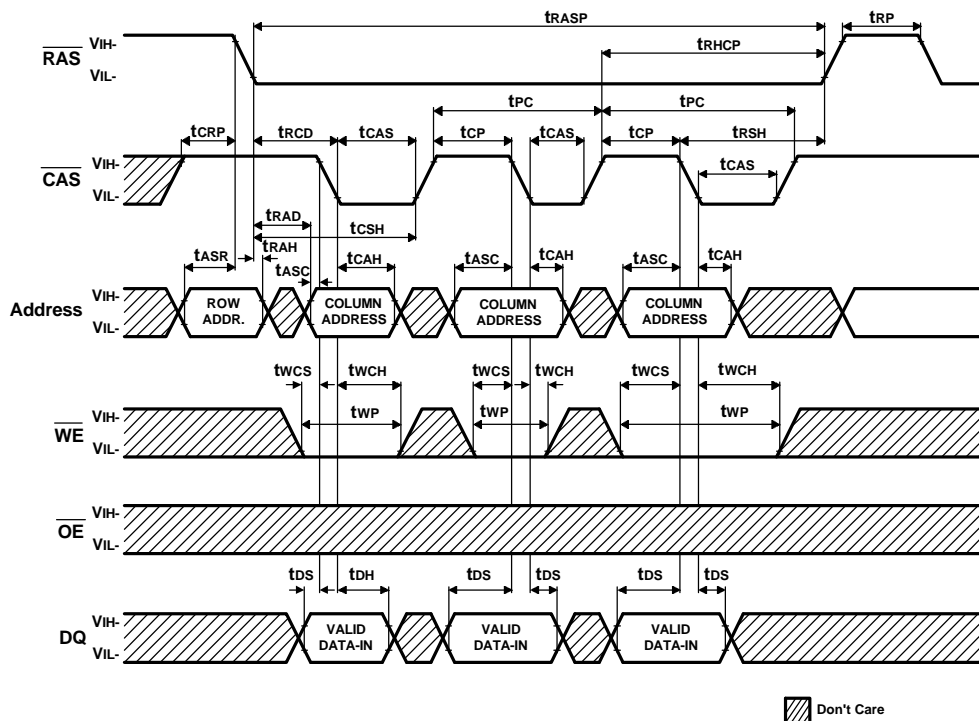 tRASP
tRP
tRHCP
RAS
VIH-
VIL-
tPC
tPC
tCRP
tRCD
tCAS
tCP
tCAS
tCP
tRSH
CAS
VIH-
VIL-
tCAS
tRAD
tCSH
tASR
tRAH
tASC
tCAH
tASC
tCAH
tASC
tCAH
Address
VIH-
VIL-
ROW
ADDR.
COLUMN
ADDRESS
COLUMN
ADDRESS
COLUMN
ADDRESS
tWCS
tWCH
tWCS
tWCH
tWCS
tWCH
tWP
tWP
tWP
WE
VIH-
VIL-
OE
VIH-
VIL-
tDS
tDH
tDS
tDS
tDS
tDS
DQ
VIH-
VIL-
VALID
DATA-IN
VALID
DATA-IN
VALID
DATA-IN
Don't Care